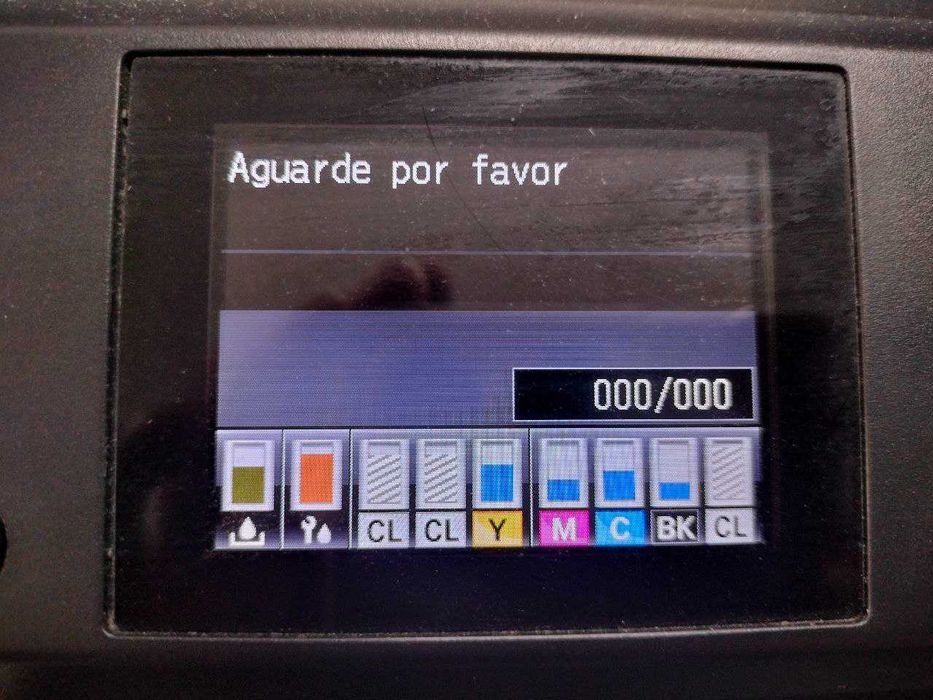 Aguarde por favor
000/000
CL CL Y M C BK CL